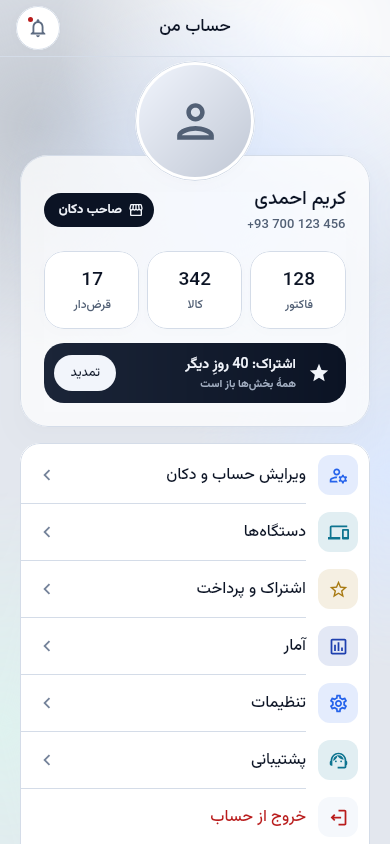 حساب من
کریم احمدی
+93 700 123 456
صاحب دکان
128
فاکتور
342
کالا
17
قرض‌دار
اشتراک: 40 روزِ دیگر
همهٔ بخش‌ها باز است
تمدید
ویرایش حساب و دکان
دستگاه‌ها
اشتراک و پرداخت
آمار
تنظیمات
پشتیبانی
خروج از حساب